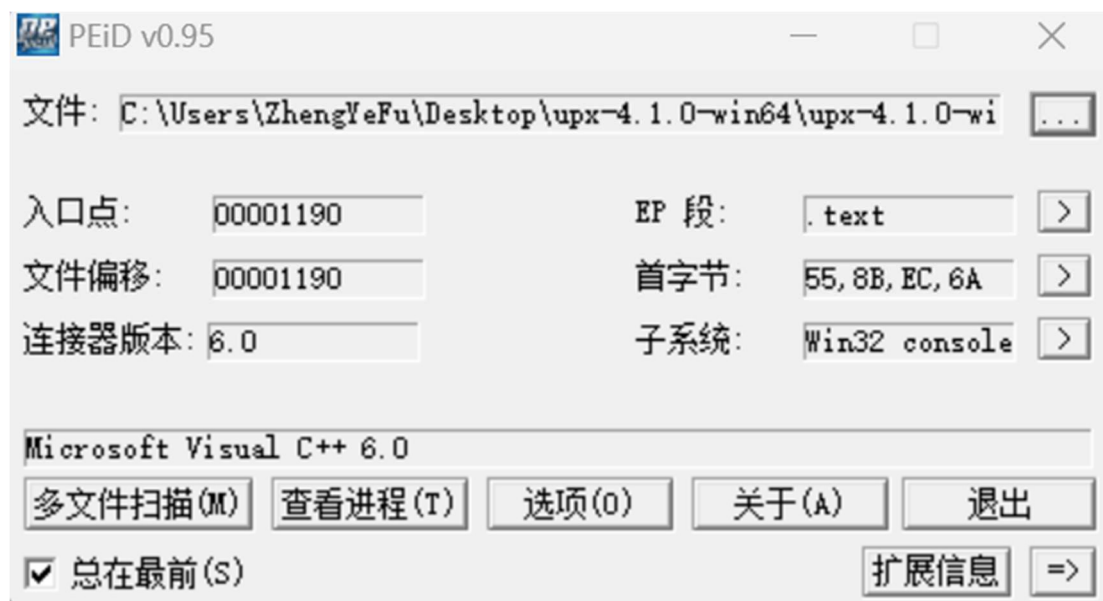 PEiD v0.95
文件: C:\Users\ZhengYeFu\Desktop\upx-4.1.0-win64\upx-4.1.0-wi ...
入口点: 00001190 EP 段: .text >
文件偏移: 00001190 首字节: 55,8B,EC,6A >
连接器版本: 6.0 子系统: Win32 console >
Microsoft Visual C++ 6.0
多文件扫描(M) 查看进程(T) 选项(O) 关于(A) 退出
总在最前(S) 扩展信息 =>